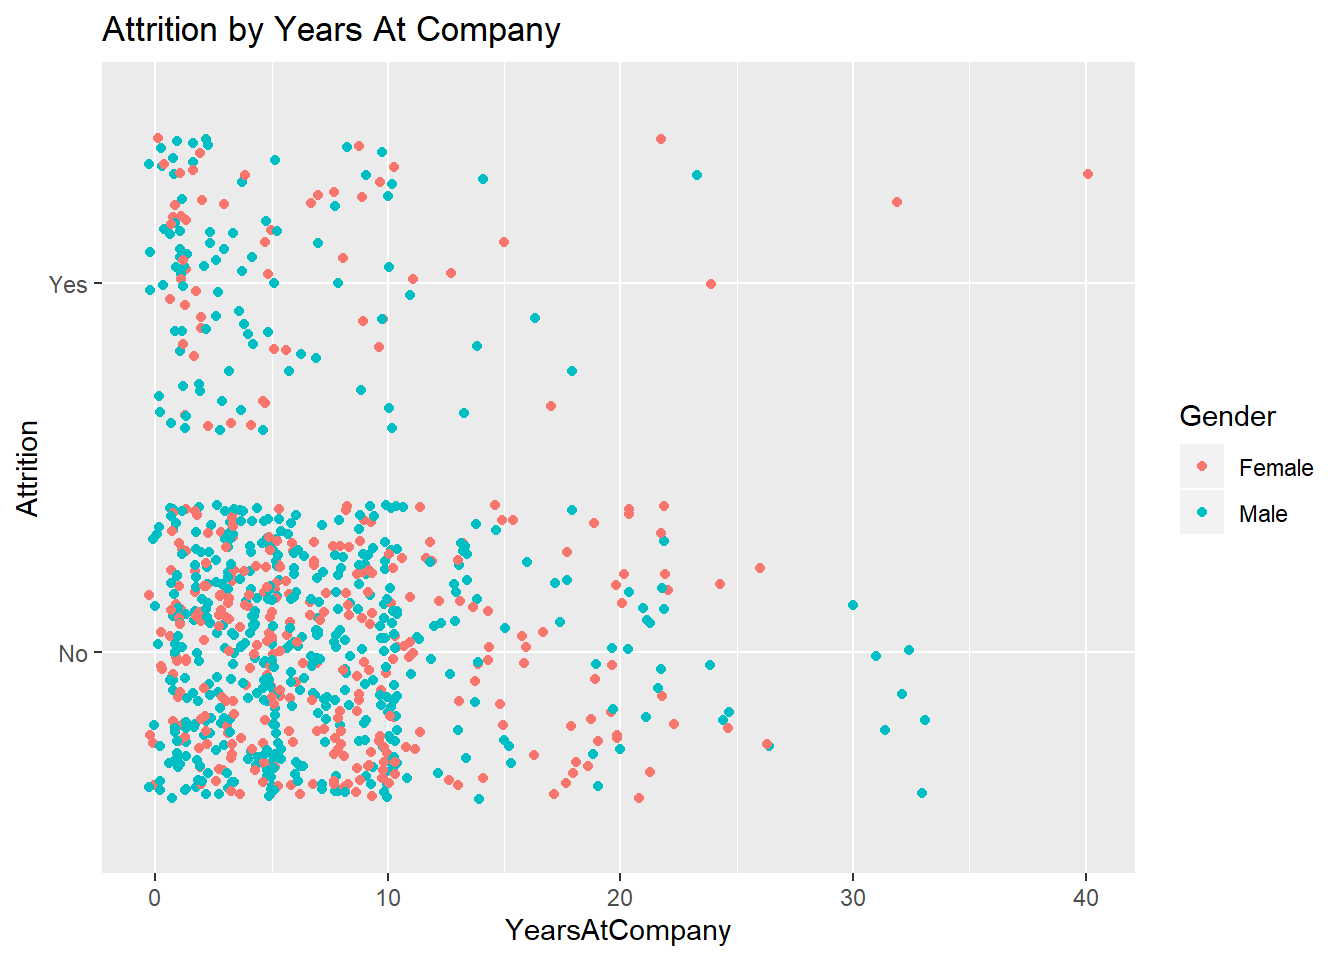 Attrition by Years At Company
Attrition
Yes
No
0
10
20
30
40
YearsAtCompany
Gender
Female
Male